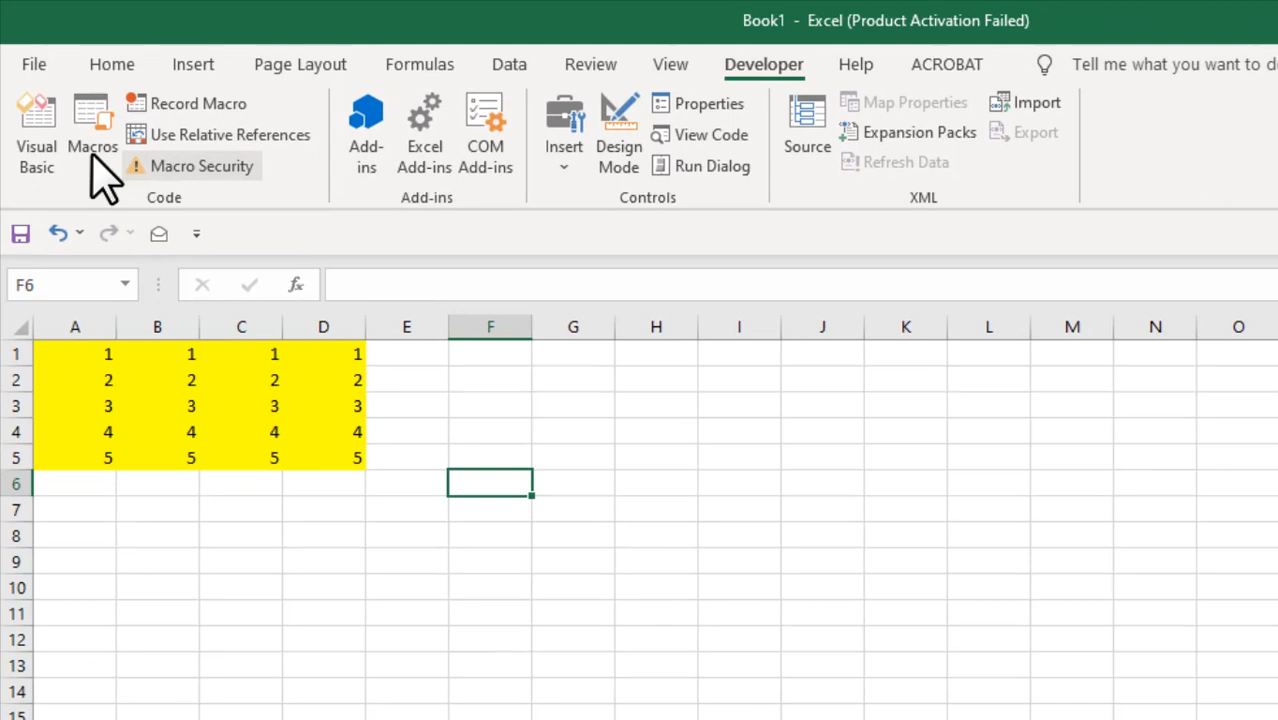 Book1 - Excel (Product Activation Failed)
File Home Insert Page Layout Formulas Data Review View Developer Help ACROBAT Tell me what you want to d
Visual Basic
Macros
Record Macro
Use Relative References
Macro Security
Code
Add-ins
Excel Add-ins
COM Add-ins
Add-ins
Insert
Design Mode
Properties
View Code
Run Dialog
Controls
Source
Map Properties
Expansion Packs
Refresh Data
Import
Export
XML
F6 fx
A B C D E F G H I J K L M N O
1 1 1 1 1
2 2 2 2 2
3 3 3 3 3
4 4 4 4 4
5 5 5 5 5
6
7
8
9
10
11
12
13
14
15